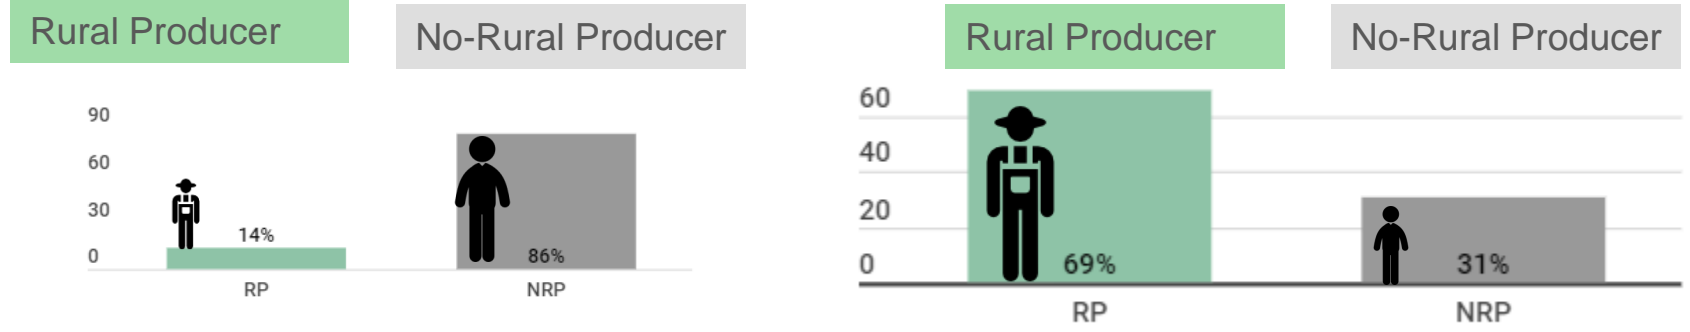 Rural Producer
No-Rural Producer
90
60
30
0
14%
86%
RP
NRP
Rural Producer
No-Rural Producer
60
40
20
0
69%
31%
RP
NRP